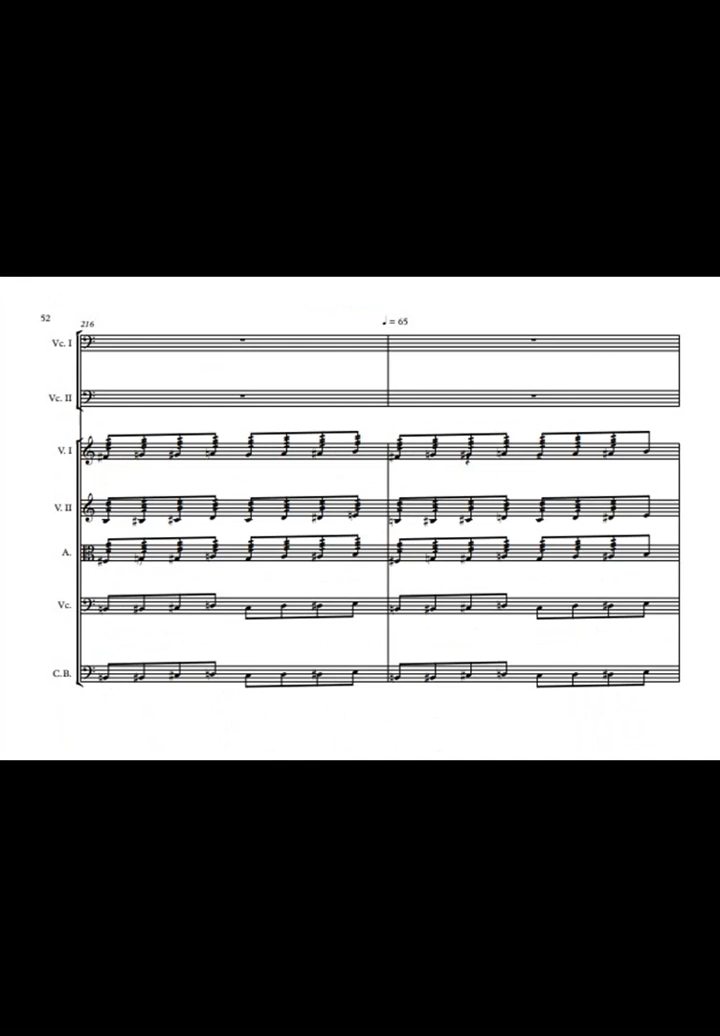 52
216
♩ = 65
Vc. I
Vc. II
V. I
V. II
A.
Vc.
C.B.